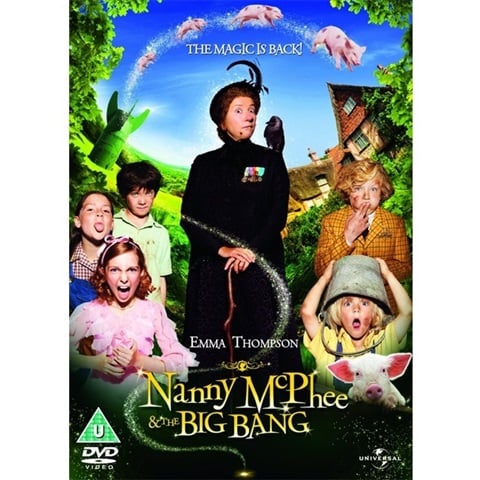 THE MAGIC IS BACK!
EMMA THOMPSON
NANNY McPHEE
& THE BIG BANG
U
DVD
VIDEO
UNIVERSAL